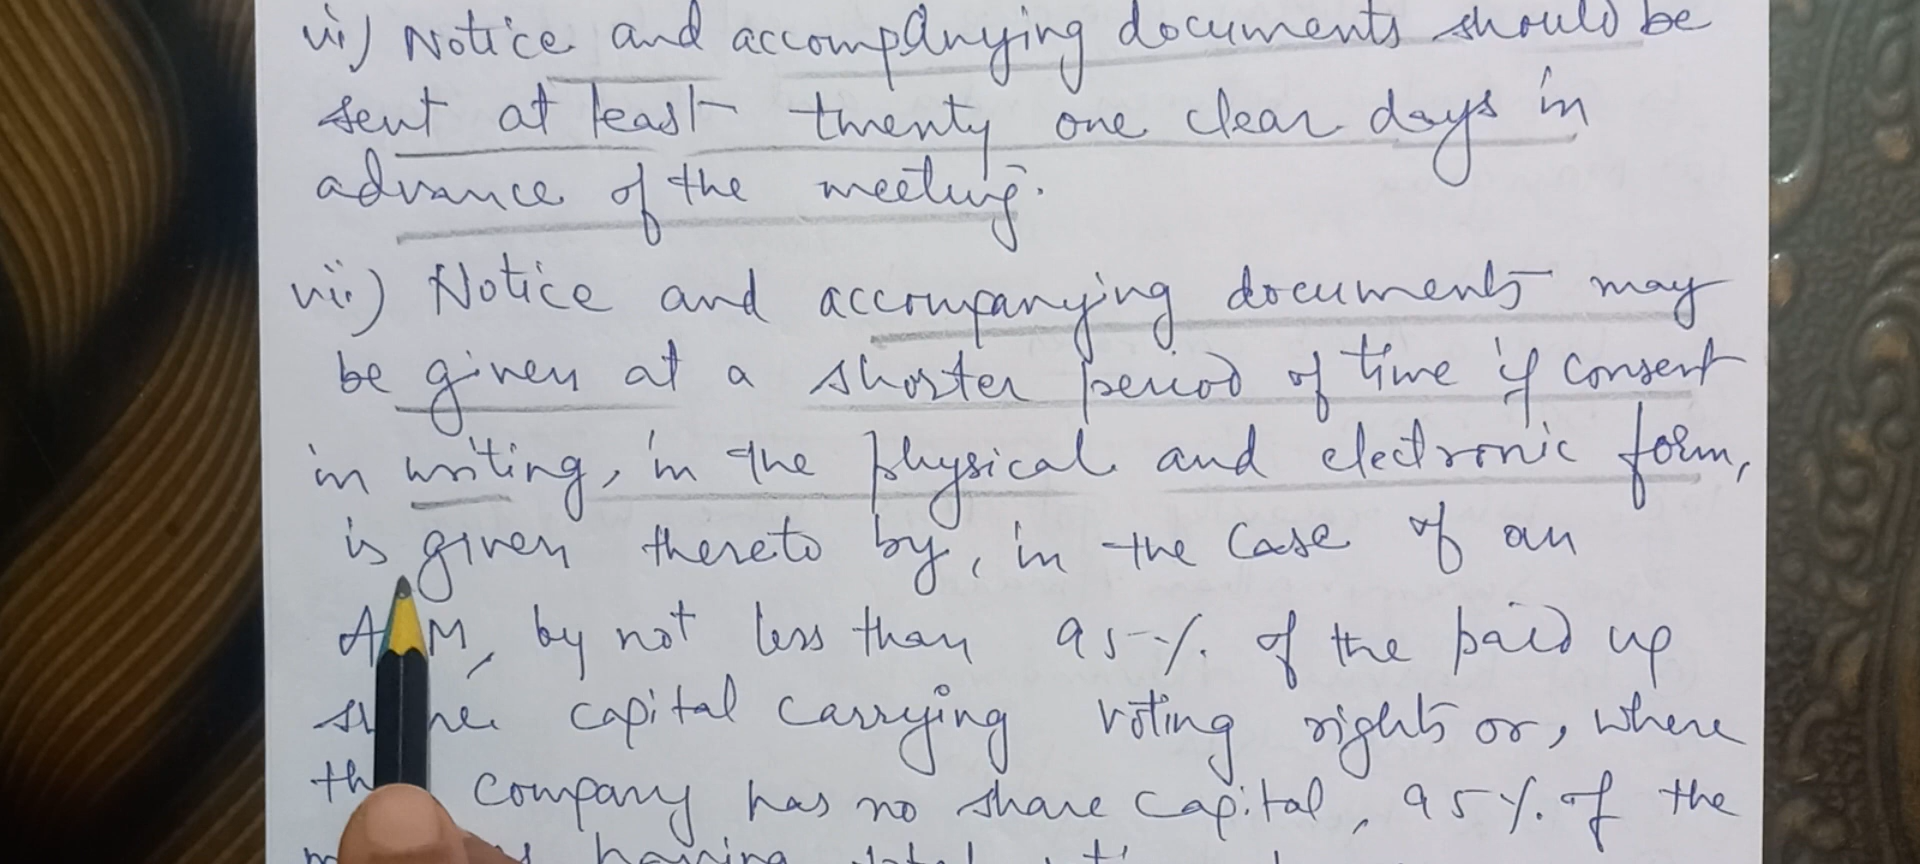 vi) Notice and accompanying documents should be
sent at least twenty one clear days in
advance of the meeting.
vii) Notice and accompanying documents may
be given at a shorter period of time if consent
in writing, in the physical and electronic form,
is given thereto by, in the case of an
by not less than 95% of the paid up
capital carrying voting rights or, where
company has no share capital, 95% of the
having